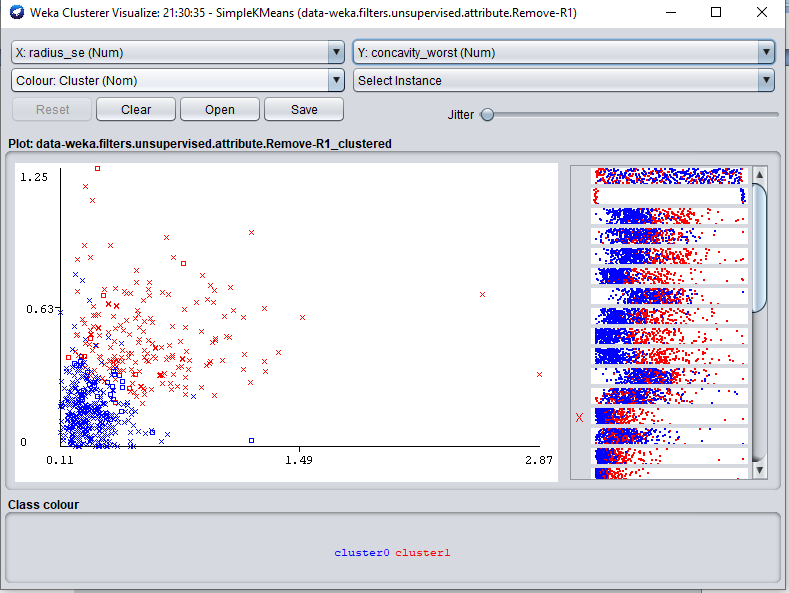 Weka Clusterer Visualize: 21:30:35 - SimpleKMeans (data-weka.filters.unsupervised.attribute.Remove-R1)
X: radius_se (Num)
Y: concavity_worst (Num)
Colour: Cluster (Nom)
Select Instance
Reset
Clear
Open
Save
Jitter
Plot: data-weka.filters.unsupervised.attribute.Remove-R1_clustered
1.25
0.63
0
0.11
1.49
2.87
X
Class colour
cluster0 cluster1